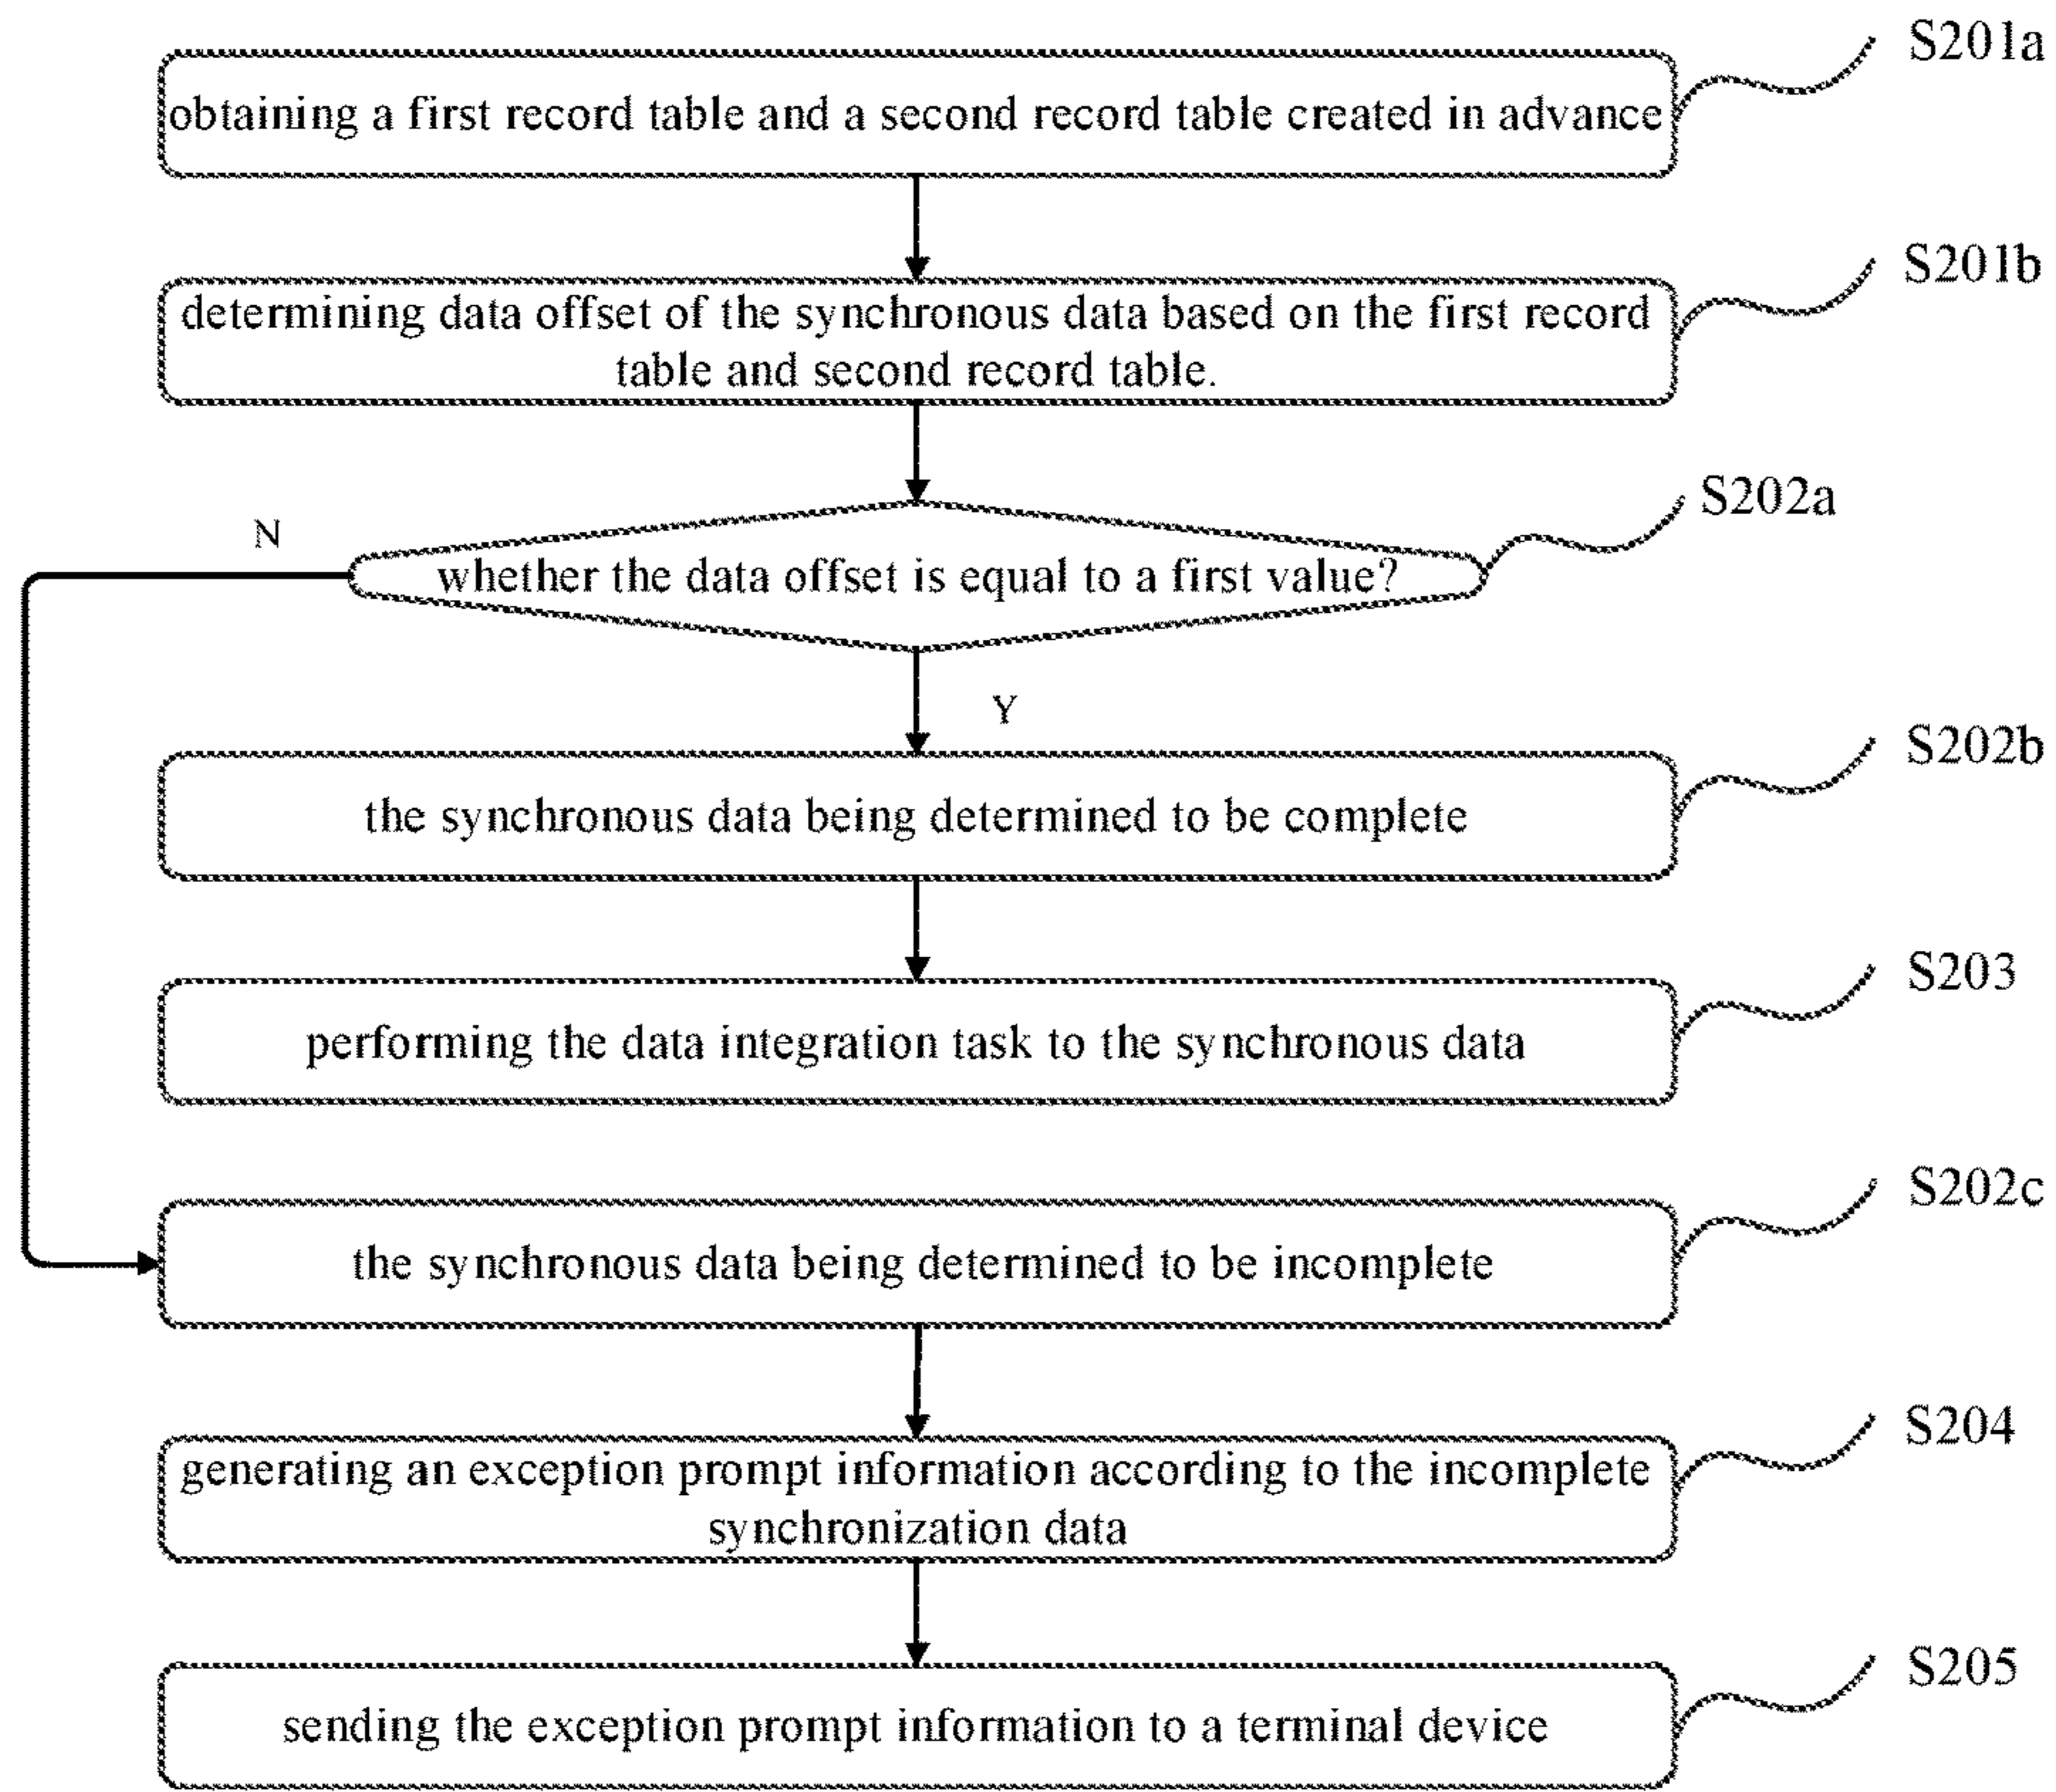 S201a
obtaining a first record table and a second record table created in advance
S201b
determining data offset of the synchronous data based on the first record
table and second record table.
S202a
N
whether the data offset is equal to a first value?
Y
S202b
the synchronous data being determined to be complete
S203
performing the data integration task to the synchronous data
S202c
the synchronous data being determined to be incomplete
S204
generating an exception prompt information according to the incomplete
synchronization data
S205
sending the exception prompt information to a terminal device